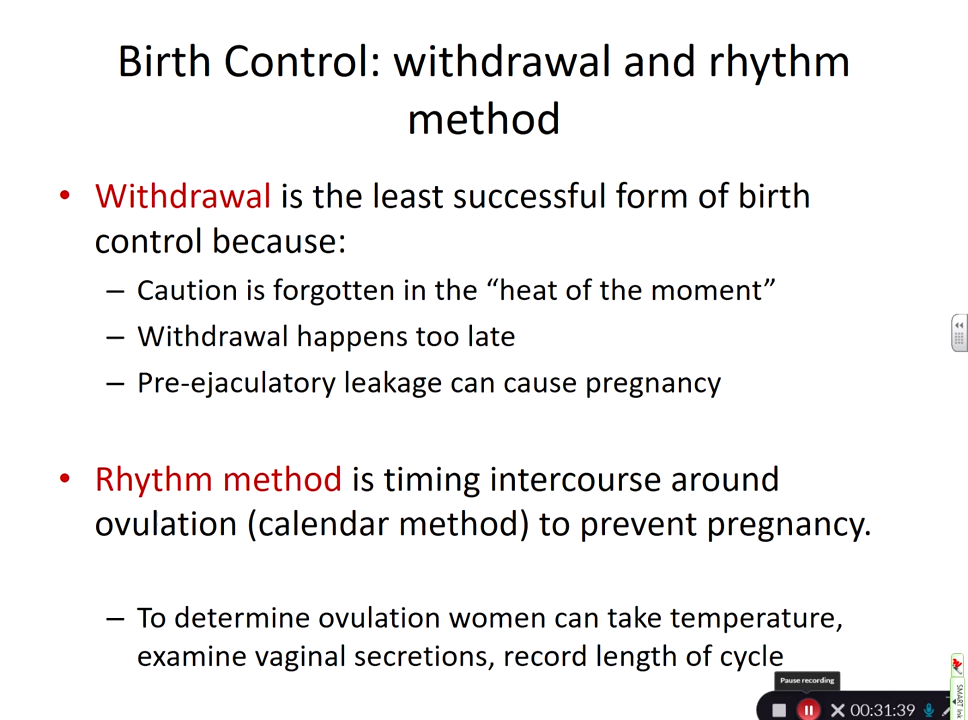 Birth Control: withdrawal and rhythm
method
• Withdrawal is the least successful form of birth
control because:
– Caution is forgotten in the “heat of the moment”
– Withdrawal happens too late
– Pre-ejaculatory leakage can cause pregnancy
• Rhythm method is timing intercourse around
ovulation (calendar method) to prevent pregnancy.
– To determine ovulation women can take temperature,
examine vaginal secretions, record length of cycle
Pause recording
00:31:39
SMART Ink